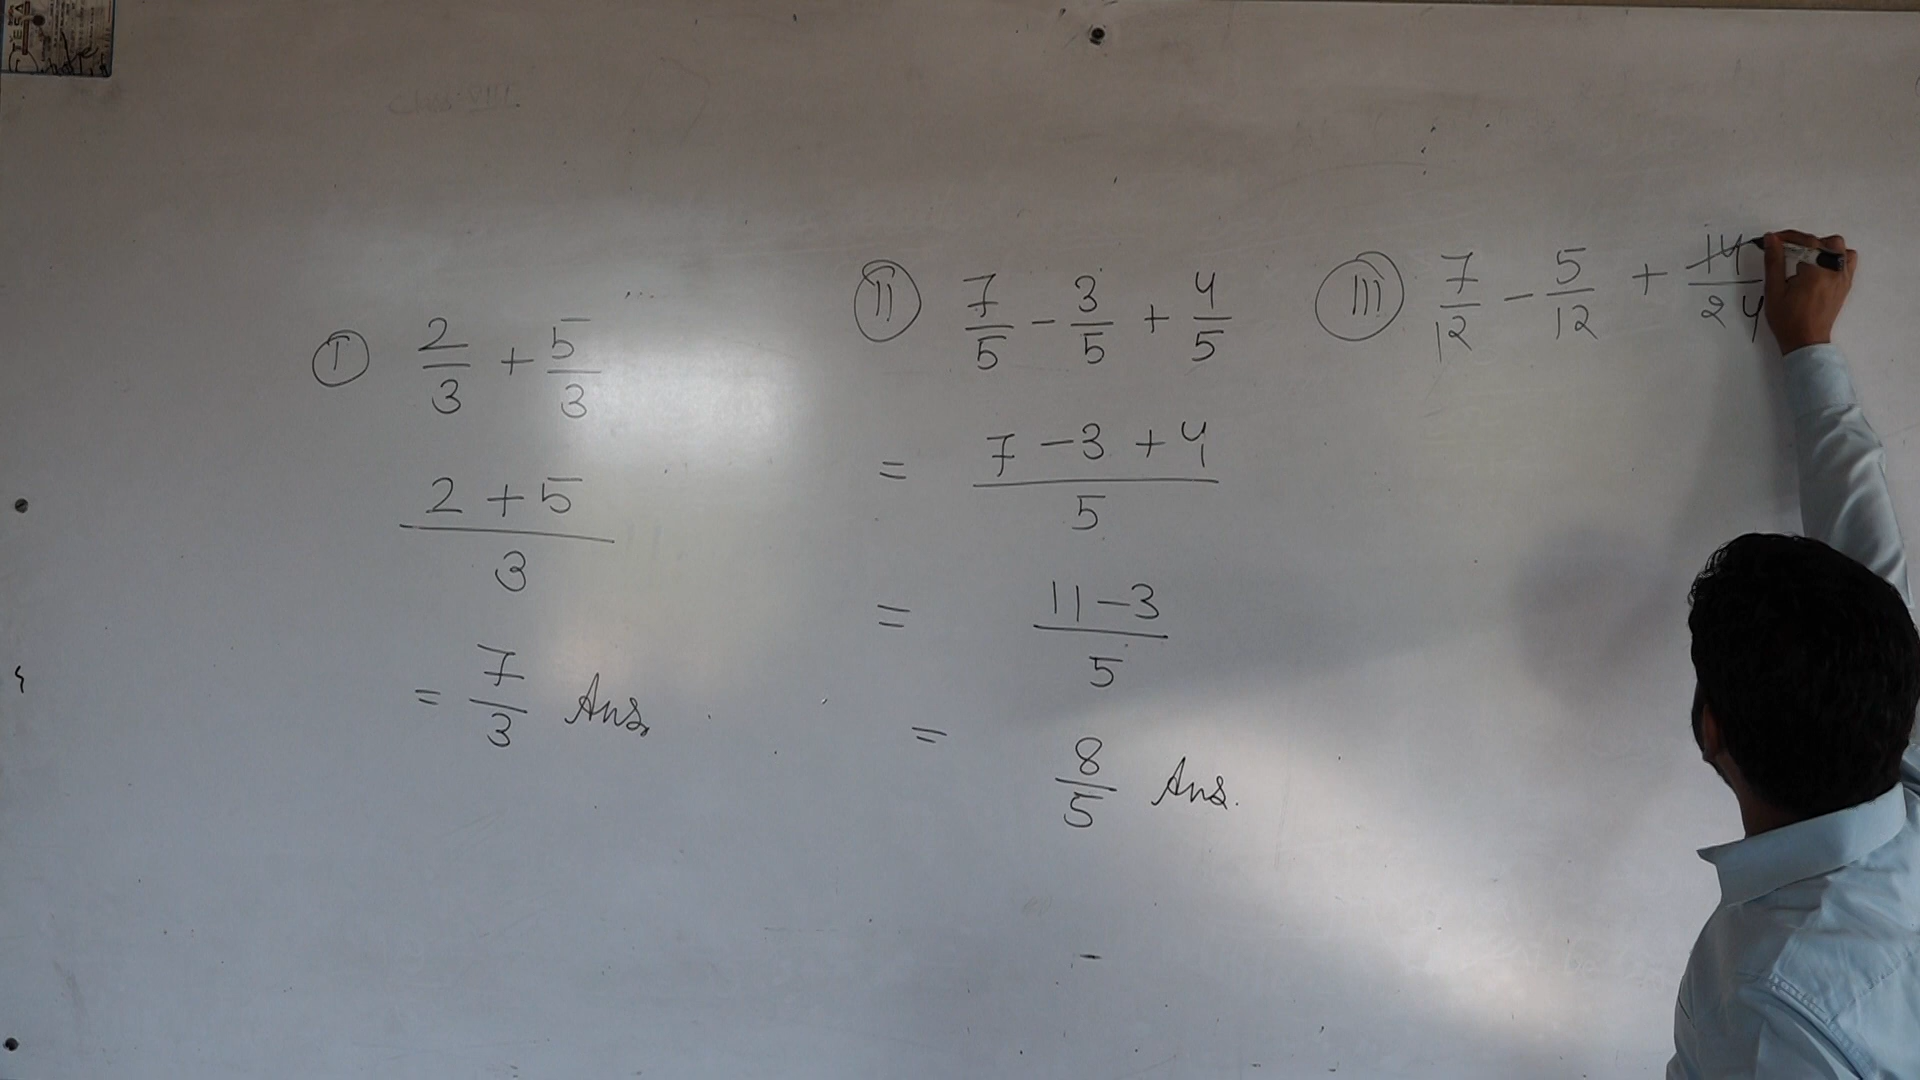 I 2/3 + 5/3
2 + 5 / 3
= 7/3 Ans.
II 7/5 - 3/5 + 4/5
= 7 - 3 + 4 / 5
= 11 - 3 / 5
= 8/5 Ans.
III 7/12 - 5/12 + 14/24